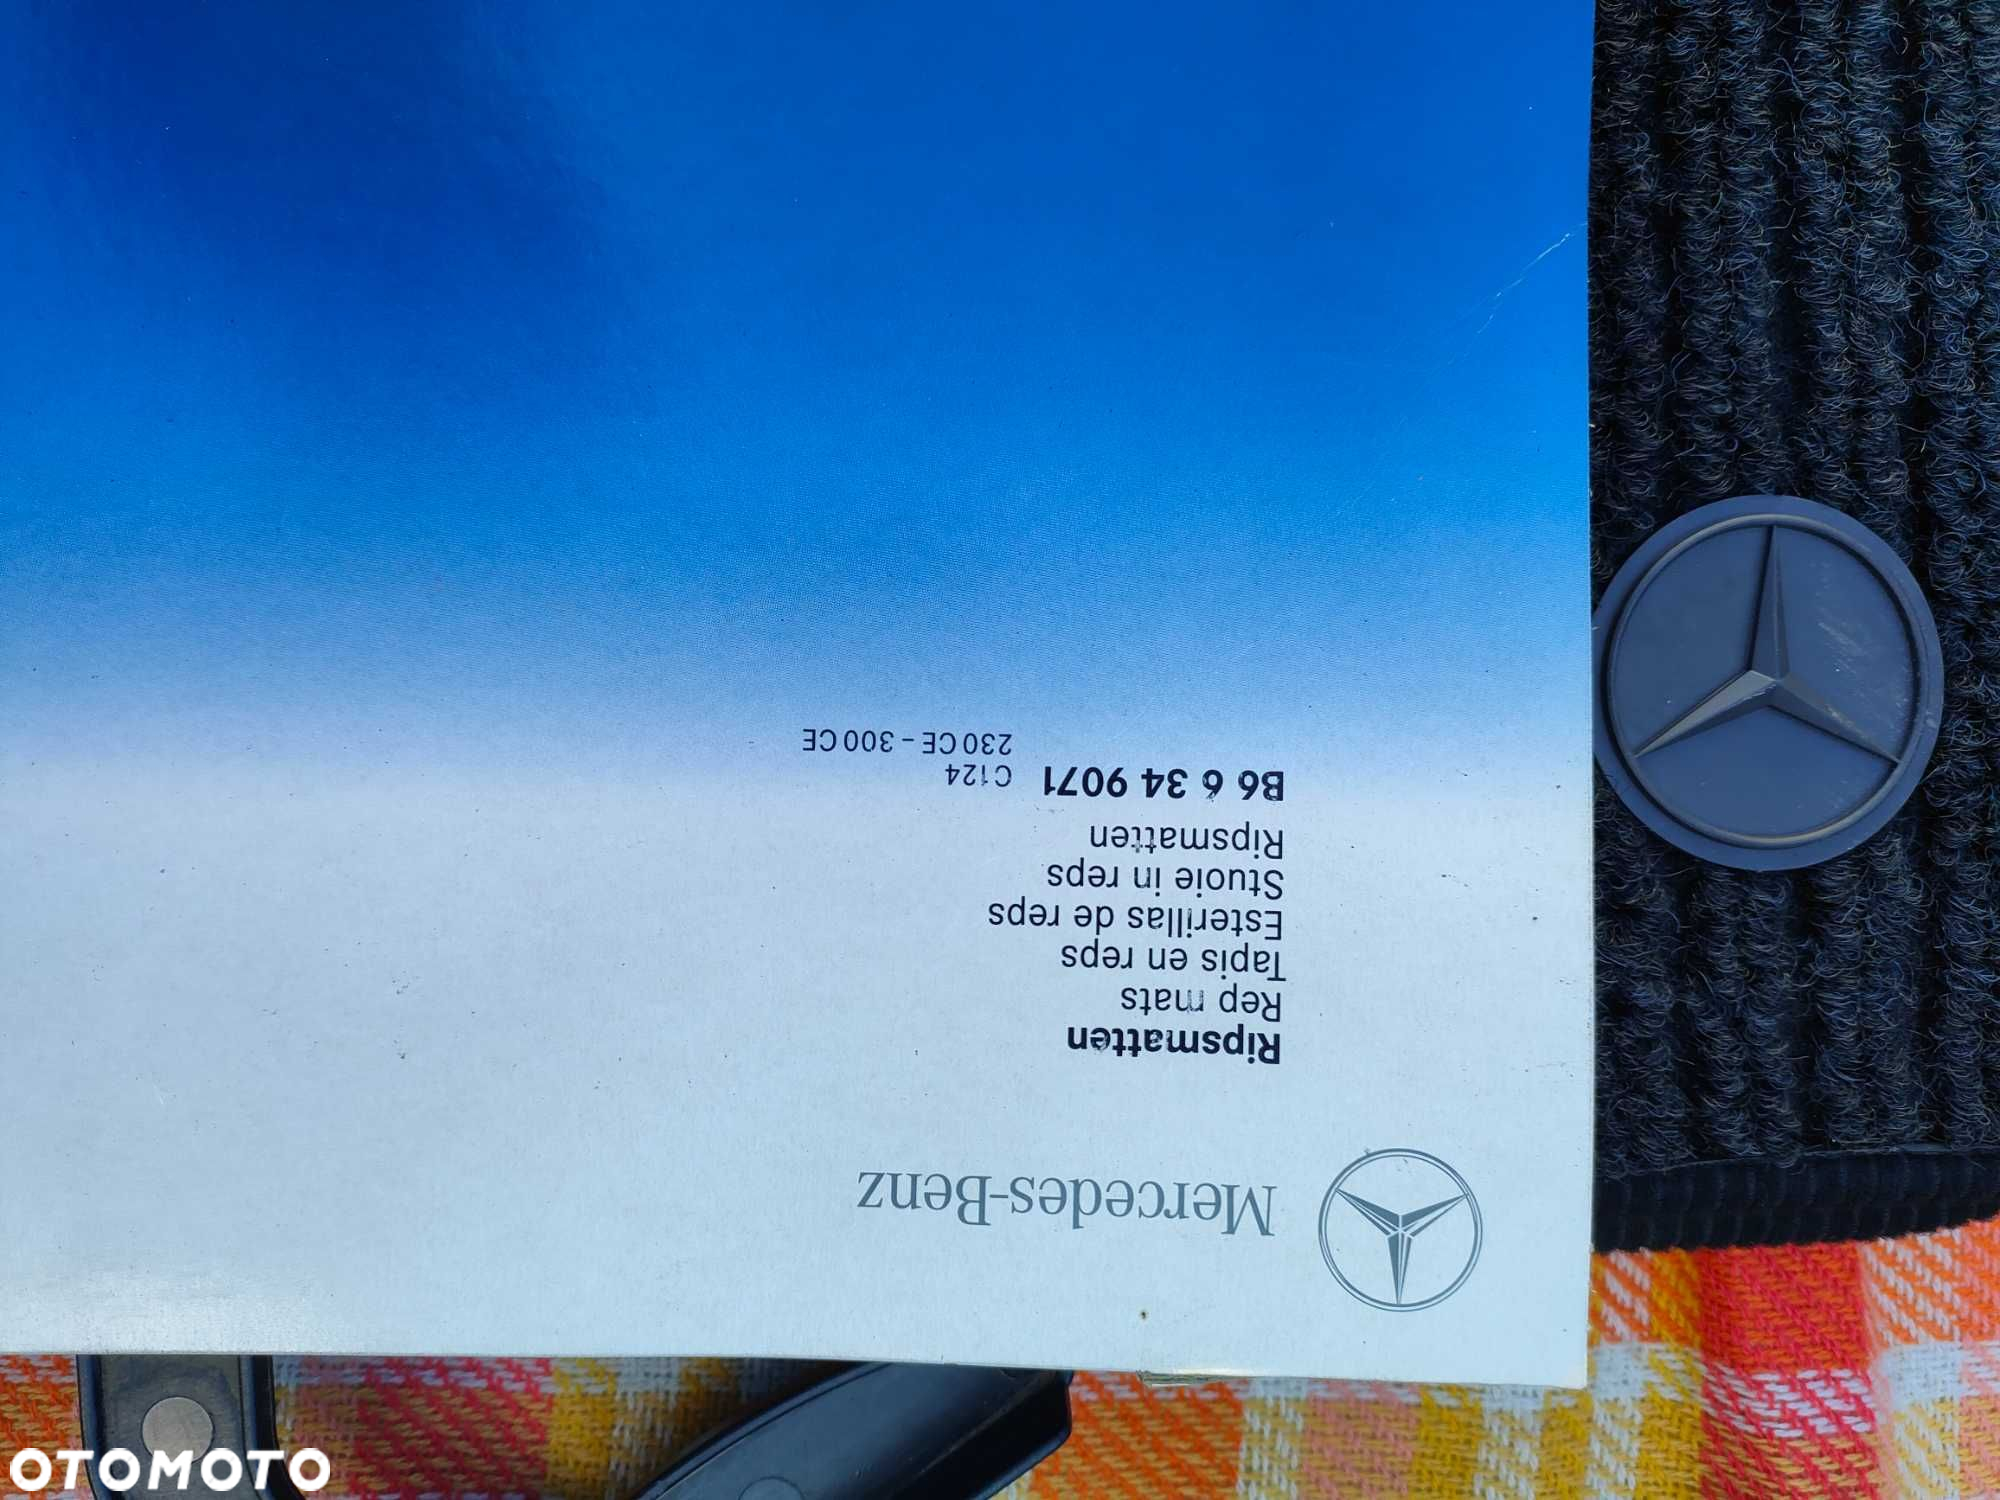 Mercedes-Benz
Ripsmatten
Rep mats
Tapis en reps
Esterillas de reps
Stuoie in reps
Ripsmatten
B6 6 34 9071 C124
230 CE – 300 CE
OTOMOTO